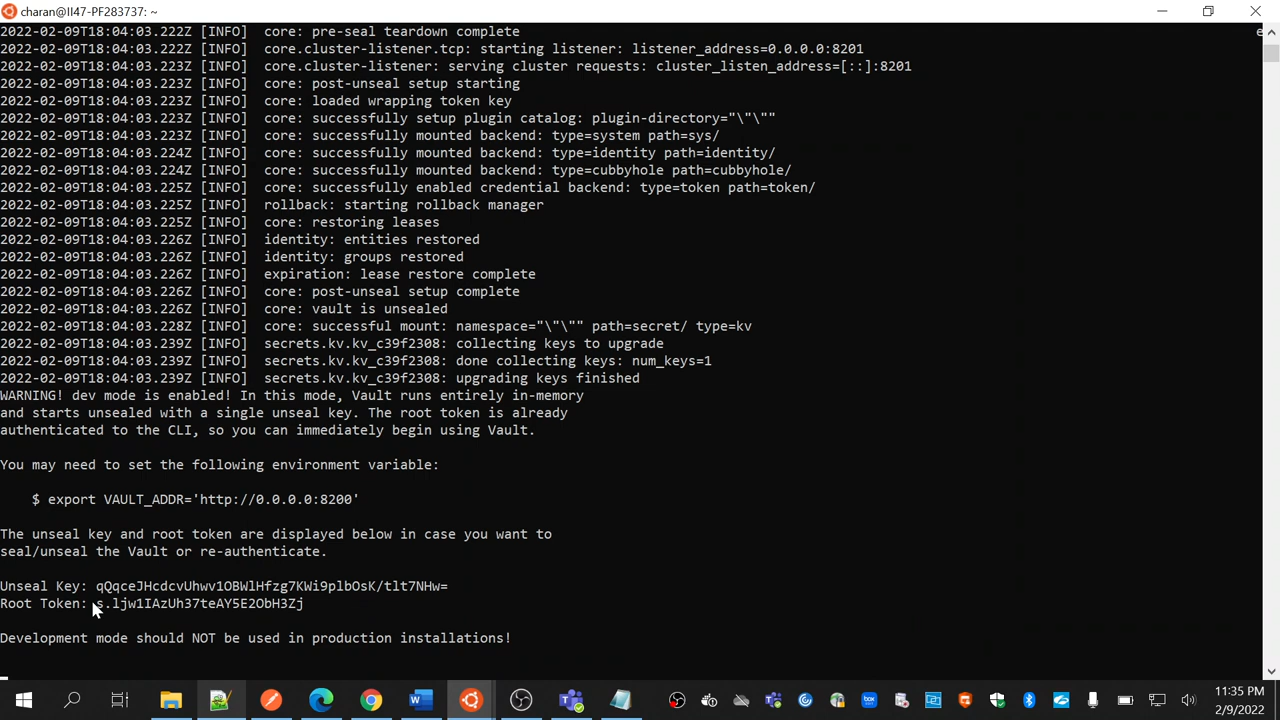 charan@II47-PF283737: ~
2022-02-09T18:04:03.222Z [INFO]  core: pre-seal teardown complete
2022-02-09T18:04:03.223Z [INFO]  core.cluster-listener.tcp: starting listener: listener_address=0.0.0.0:8201
2022-02-09T18:04:03.223Z [INFO]  core.cluster-listener: serving cluster requests: cluster_listen_address=[::]:8201
2022-02-09T18:04:03.223Z [INFO]  core: post-unseal setup starting
2022-02-09T18:04:03.223Z [INFO]  core: loaded wrapping token key
2022-02-09T18:04:03.223Z [INFO]  core: successfully setup plugin catalog: plugin-directory="\"\""
2022-02-09T18:04:03.223Z [INFO]  core: successfully mounted backend: type=system path=sys/
2022-02-09T18:04:03.224Z [INFO]  core: successfully mounted backend: type=identity path=identity/
2022-02-09T18:04:03.224Z [INFO]  core: successfully mounted backend: type=cubbyhole path=cubbyhole/
2022-02-09T18:04:03.225Z [INFO]  core: successfully enabled credential backend: type=token path=token/
2022-02-09T18:04:03.225Z [INFO]  rollback: starting rollback manager
2022-02-09T18:04:03.225Z [INFO]  core: restoring leases
2022-02-09T18:04:03.226Z [INFO]  identity: entities restored
2022-02-09T18:04:03.226Z [INFO]  identity: groups restored
2022-02-09T18:04:03.226Z [INFO]  expiration: lease restore complete
2022-02-09T18:04:03.226Z [INFO]  core: post-unseal setup complete
2022-02-09T18:04:03.226Z [INFO]  core: vault is unsealed
2022-02-09T18:04:03.228Z [INFO]  core: successful mount: namespace="\"\"" path=secret/ type=kv
2022-02-09T18:04:03.239Z [INFO]  secrets.kv.kv_c39f2308: collecting keys to upgrade
2022-02-09T18:04:03.239Z [INFO]  secrets.kv.kv_c39f2308: done collecting keys: num_keys=1
2022-02-09T18:04:03.239Z [INFO]  secrets.kv.kv_c39f2308: upgrading keys finished
WARNING! dev mode is enabled! In this mode, Vault runs entirely in-memory
and starts unsealed with a single unseal key. The root token is already
authenticated to the CLI, so you can immediately begin using Vault.
You may need to set the following environment variable:
$ export VAULT_ADDR='http://0.0.0.0:8200'
The unseal key and root token are displayed below in case you want to
seal/unseal the Vault or re-authenticate.
Unseal Key: qQqceJHcdcvUhwv1OBWlHfzg7KWi9plbOsK/tlt7NHw=
Root Token: s.ljw1IAzUh37teAY5E2ObH3Zj
Development mode should NOT be used in production installations!
11:35 PM
2/9/2022